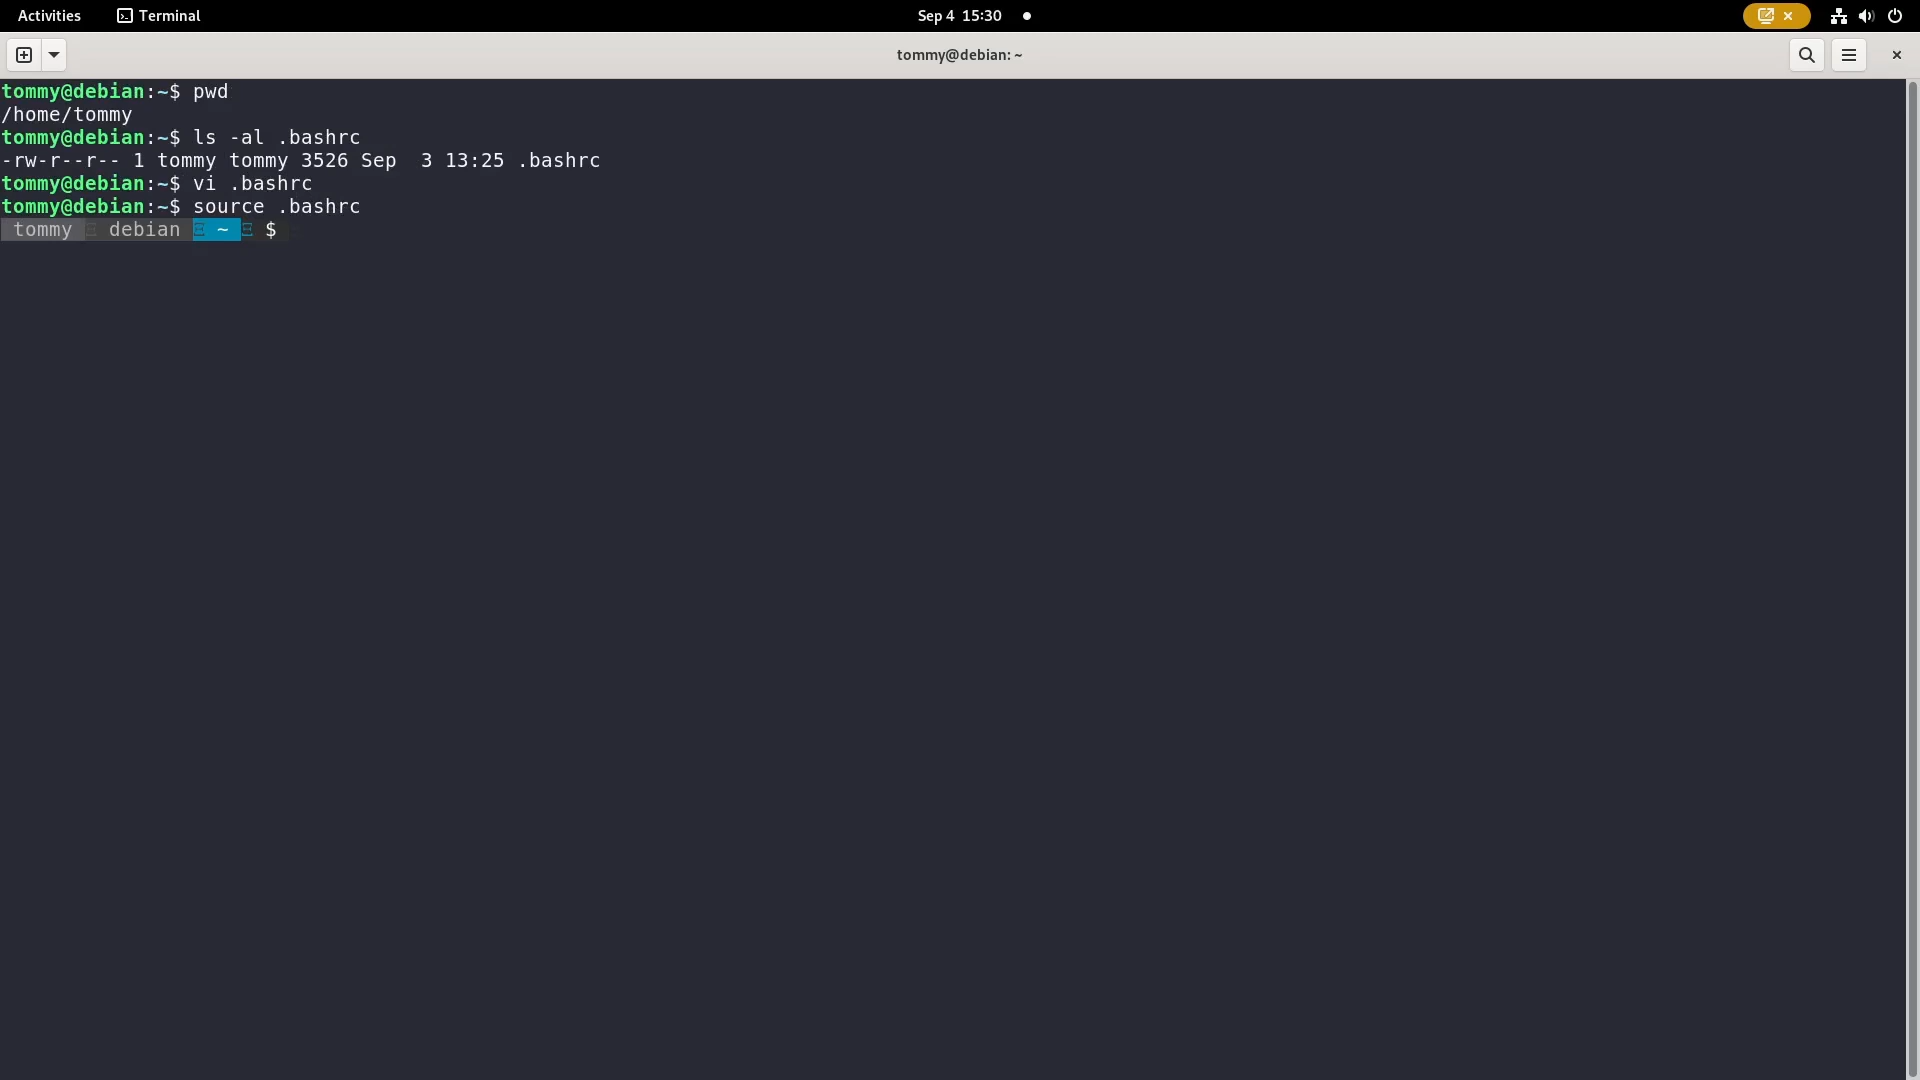 Activities Terminal Sep 4 15:30
tommy@debian: ~
tommy@debian:~$ pwd
/home/tommy
tommy@debian:~$ ls -al .bashrc
-rw-r--r-- 1 tommy tommy 3526 Sep  3 13:25 .bashrc
tommy@debian:~$ vi .bashrc
tommy@debian:~$ source .bashrc
tommy debian ~ $